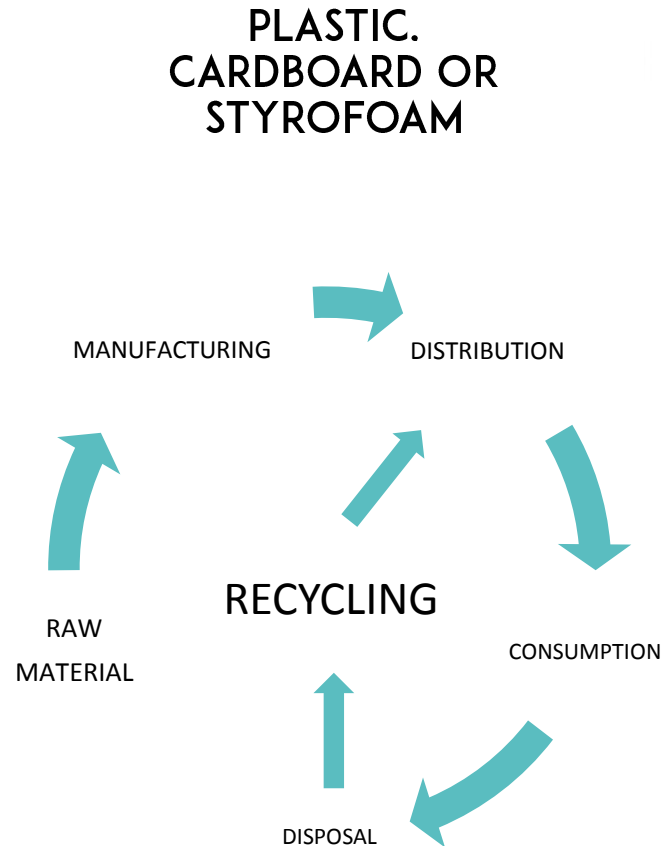 PLASTIC.
CARDBOARD OR
STYROFOAM
MANUFACTURING
DISTRIBUTION
RECYCLING
RAW
MATERIAL
CONSUMPTION
DISPOSAL